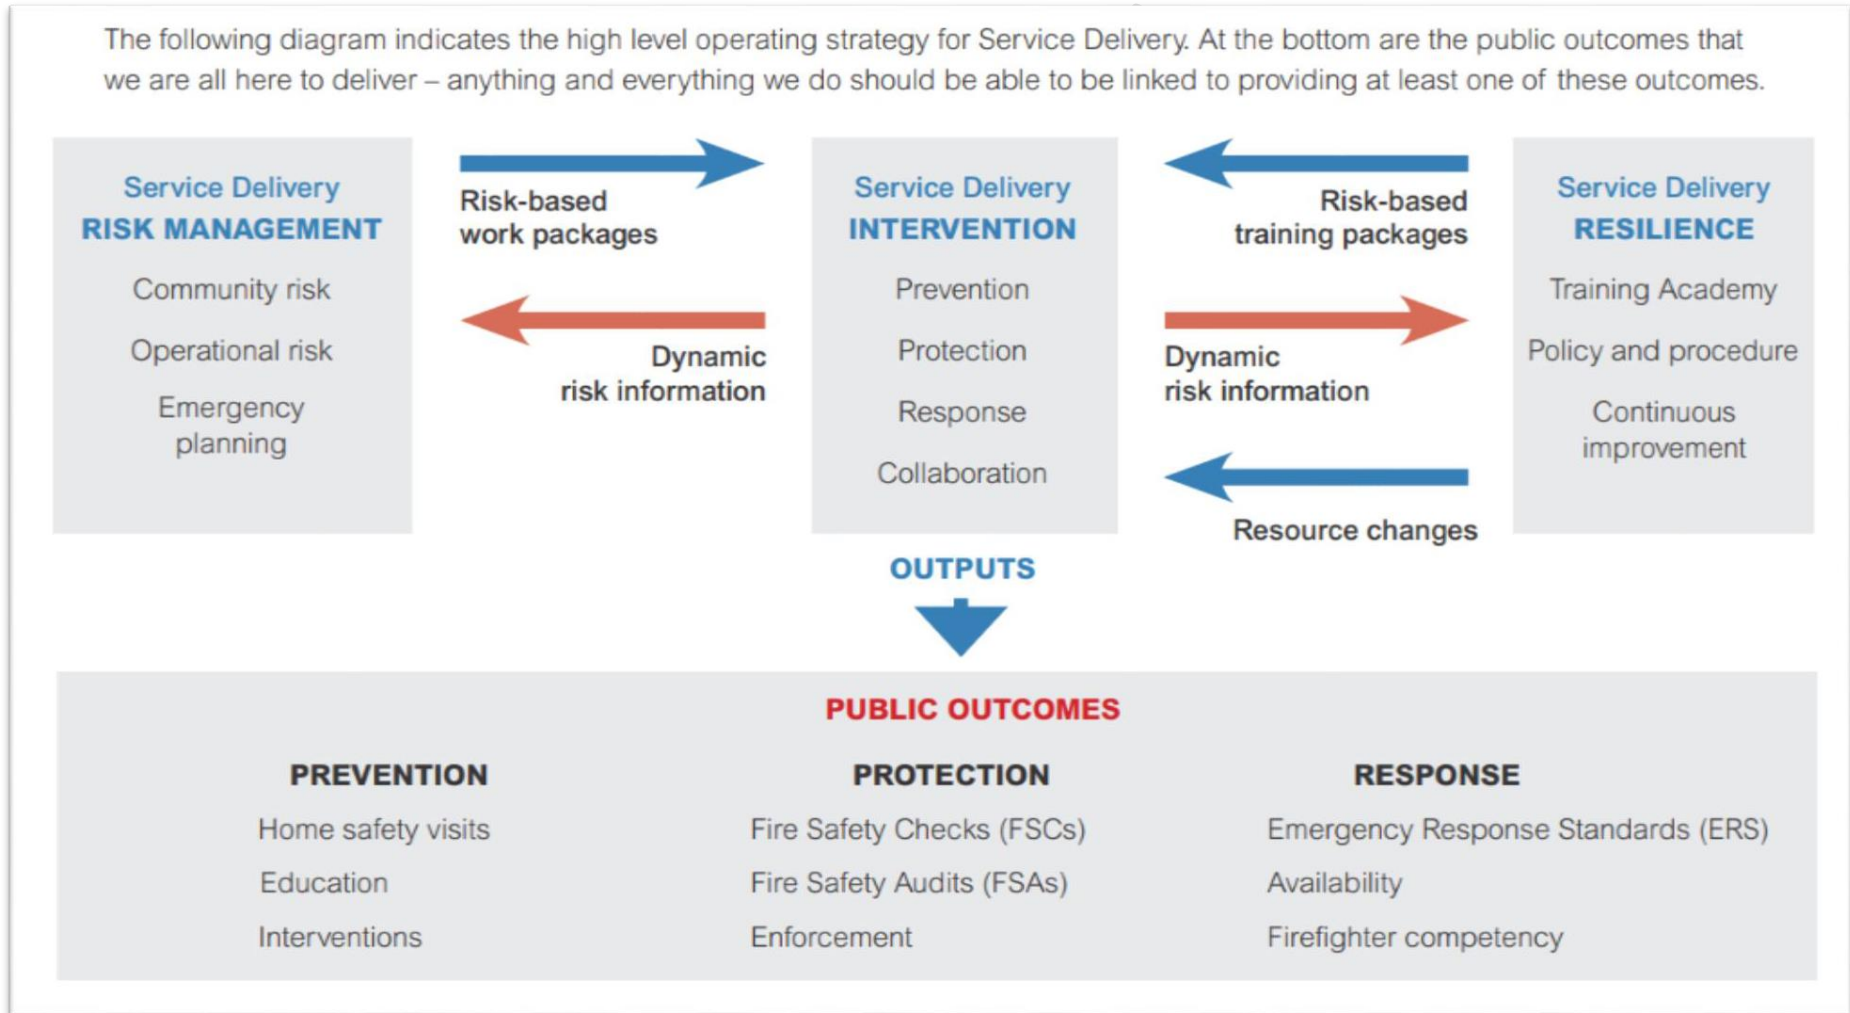 The following diagram indicates the high level operating strategy for Service Delivery. At the bottom are the public outcomes that
we are all here to deliver – anything and everything we do should be able to be linked to providing at least one of these outcomes.
Service Delivery
RISK MANAGEMENT
Community risk
Operational risk
Emergency
planning
Risk-based
work packages
Dynamic
risk information
Service Delivery
INTERVENTION
Prevention
Protection
Response
Collaboration
Risk-based
training packages
Dynamic
risk information
Resource changes
Service Delivery
RESILIENCE
Training Academy
Policy and procedure
Continuous
improvement
OUTPUTS
PUBLIC OUTCOMES
PREVENTION
Home safety visits
Education
Interventions
PROTECTION
Fire Safety Checks (FSCs)
Fire Safety Audits (FSAs)
Enforcement
RESPONSE
Emergency Response Standards (ERS)
Availability
Firefighter competency